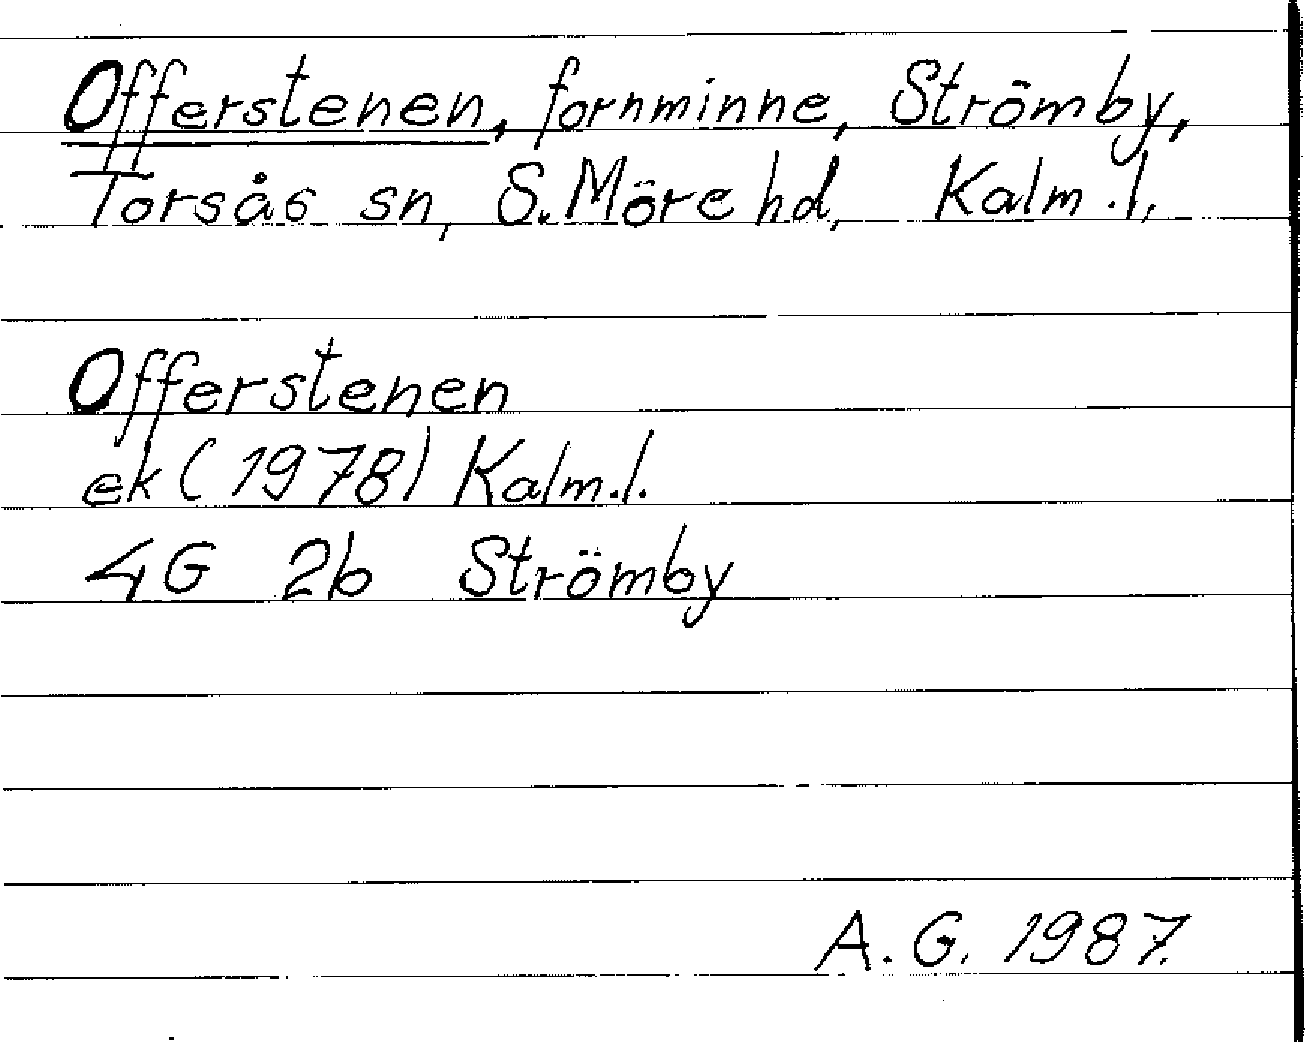 Offerstenen, fornminne, Strömby,
Torsås sn, S. Möre hd, Kalm. l.
Offerstenen
ek (1978) Kalm. l.
4G 2b Strömby
A. G. 1987.